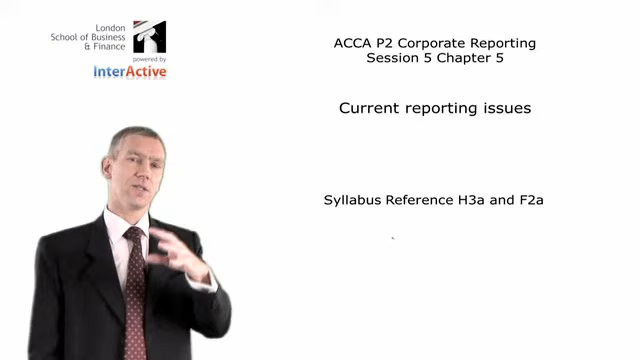 London
School of Business
& Finance
powered by
InterActive
ACCA P2 Corporate Reporting
Session 5 Chapter 5
Current reporting issues
Syllabus Reference H3a and F2a